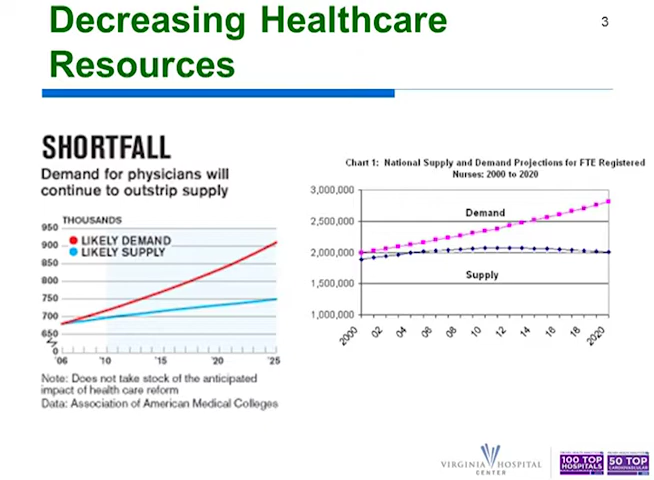 Decreasing Healthcare
Resources
3
SHORTFALL
Demand for physicians will
continue to outstrip supply
THOUSANDS
950
900
850
800
750
700
650
0
LIKELY DEMAND
LIKELY SUPPLY
'06 '10 '15 '20 '25
Note: Does not take stock of the anticipated
impact of health care reform
Data: Association of American Medical Colleges
Chart 1: National Supply and Demand Projections for FTE Registered
Nurses: 2000 to 2020
3,000,000
2,500,000
2,000,000
1,500,000
1,000,000
Demand
Supply
2000 02 04 06 08 10 12 14 16 18 2020
VIRGINIA HOSPITAL
CENTER
100 TOP
HOSPITALS
50 TOP
CARDIOVASCULAR